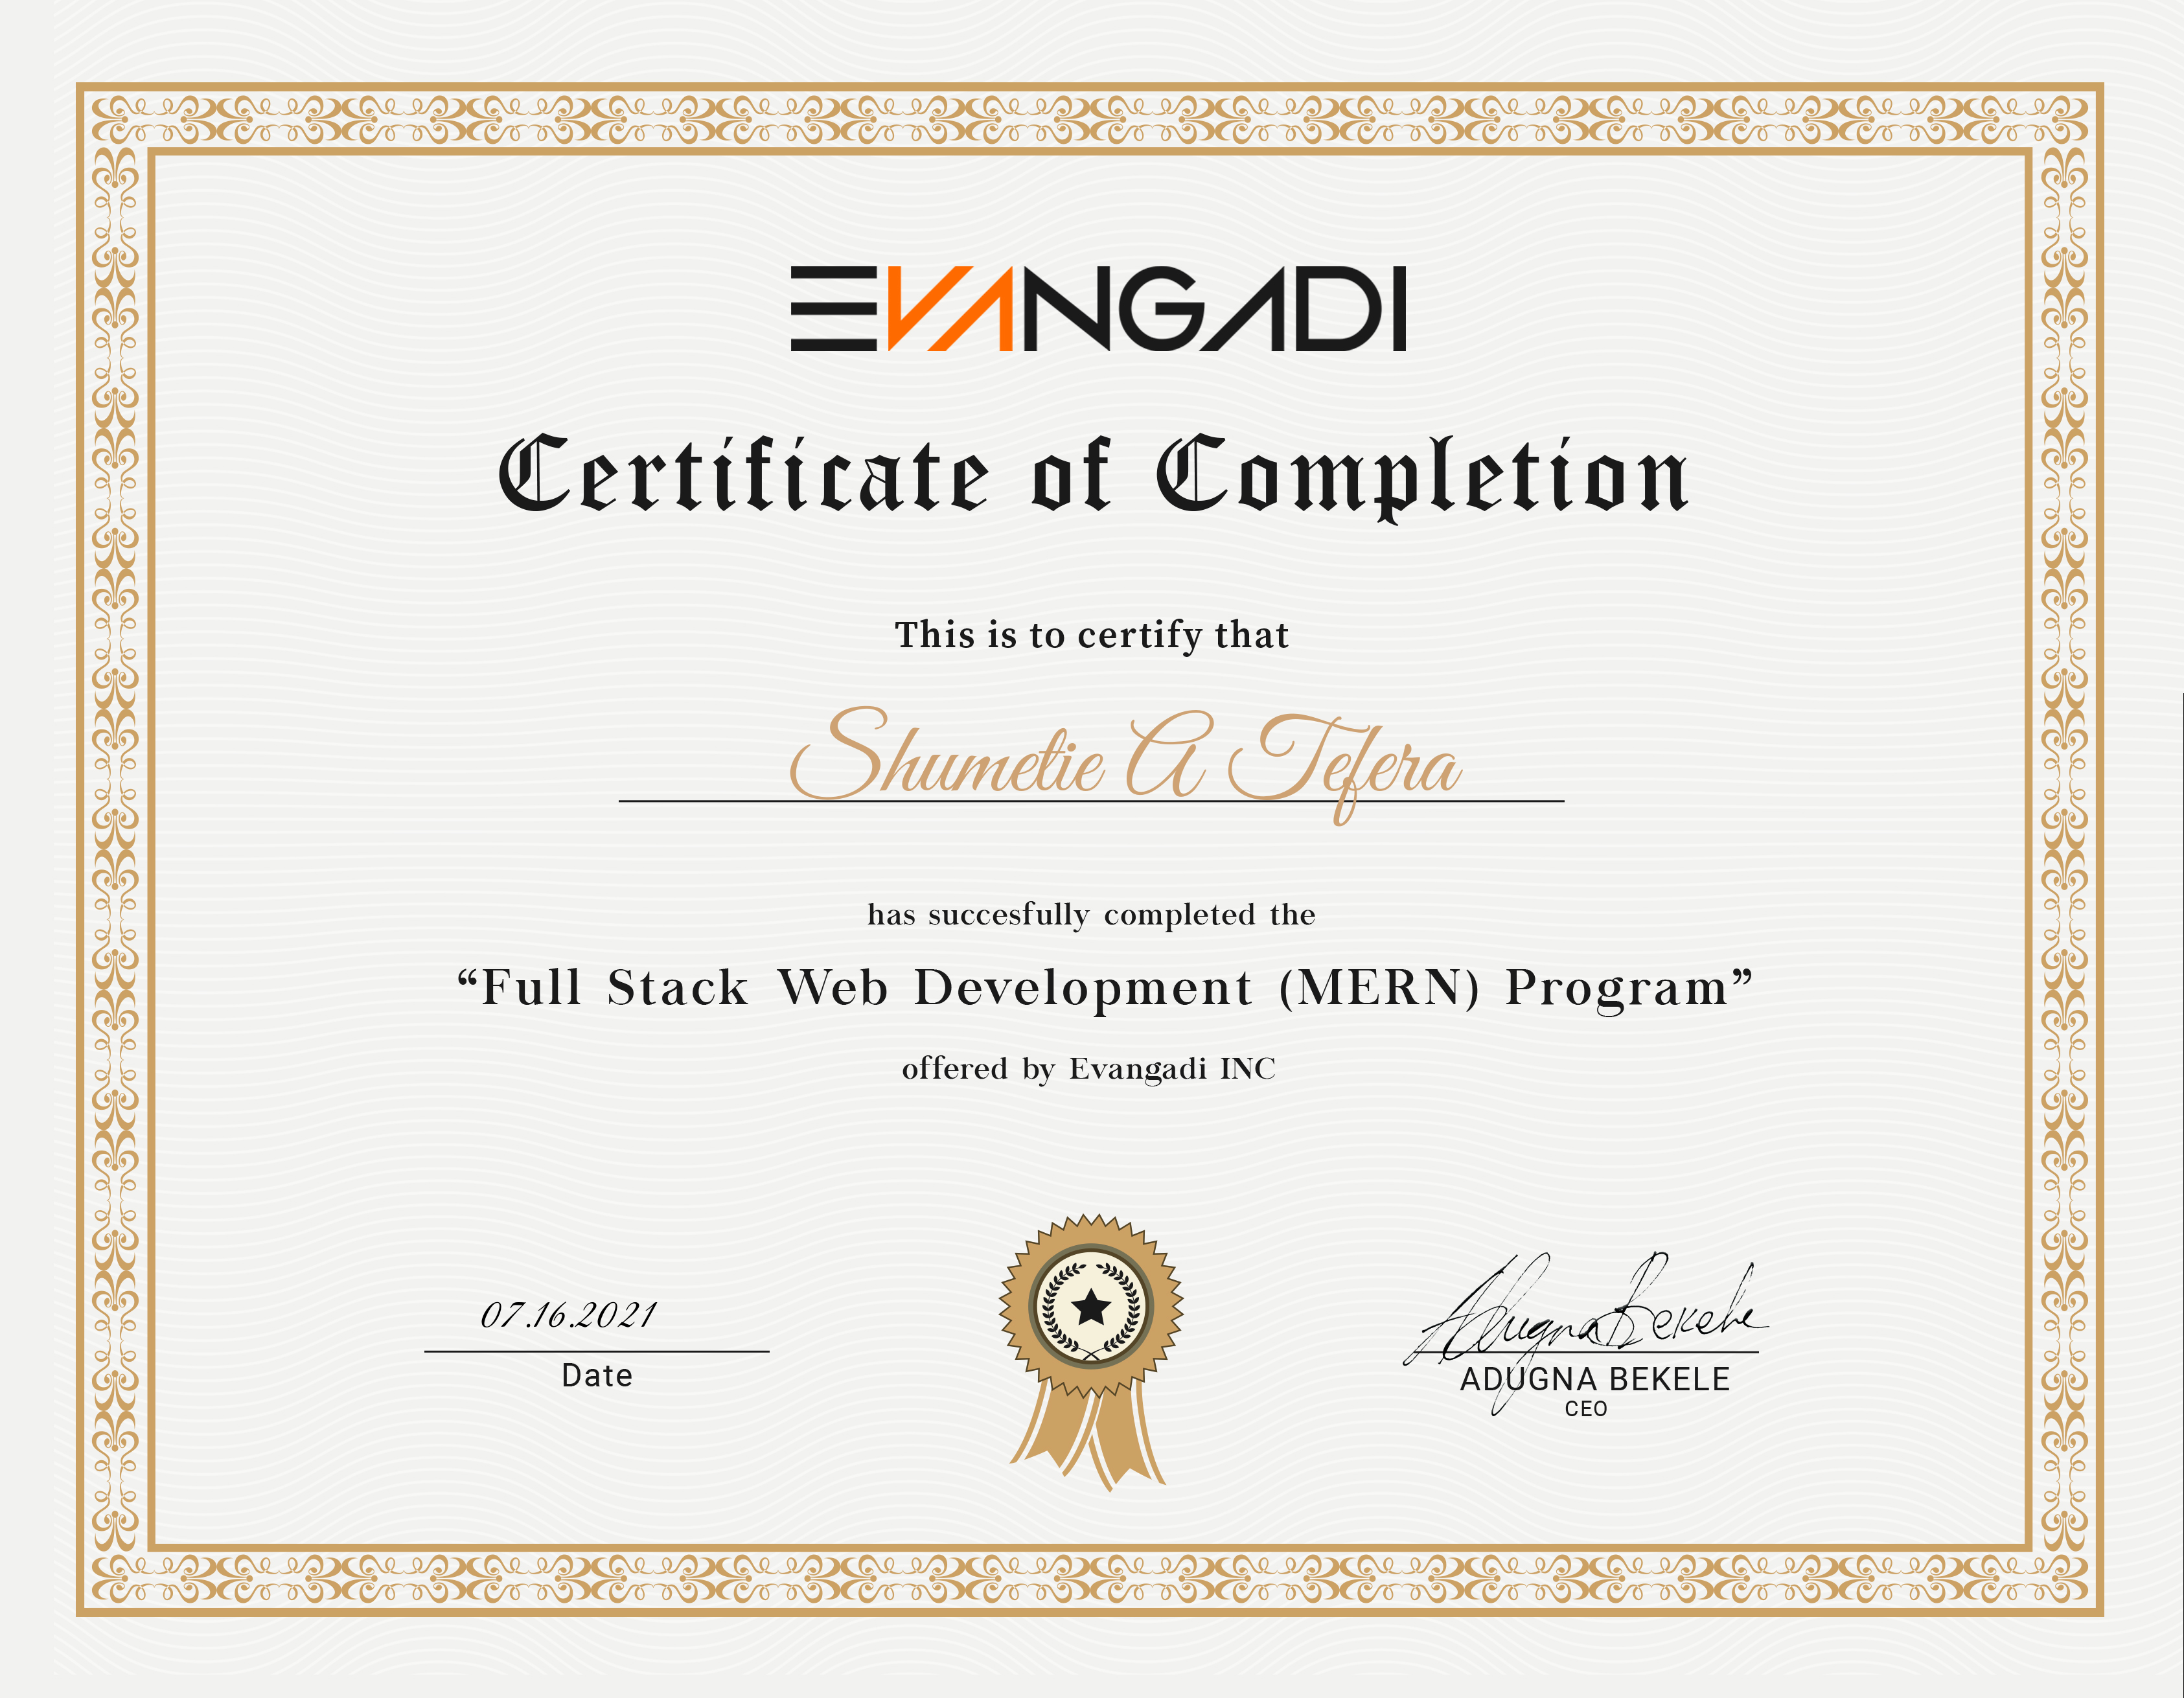 EVANGADI
Certificate of Completion
This is to certify that
Shumetie A Tefera
has succesfully completed the
“Full Stack Web Development (MERN) Program”
offered by Evangadi INC
07.16.2021
Date
Adugna Bekele
ADUGNA BEKELE
CEO